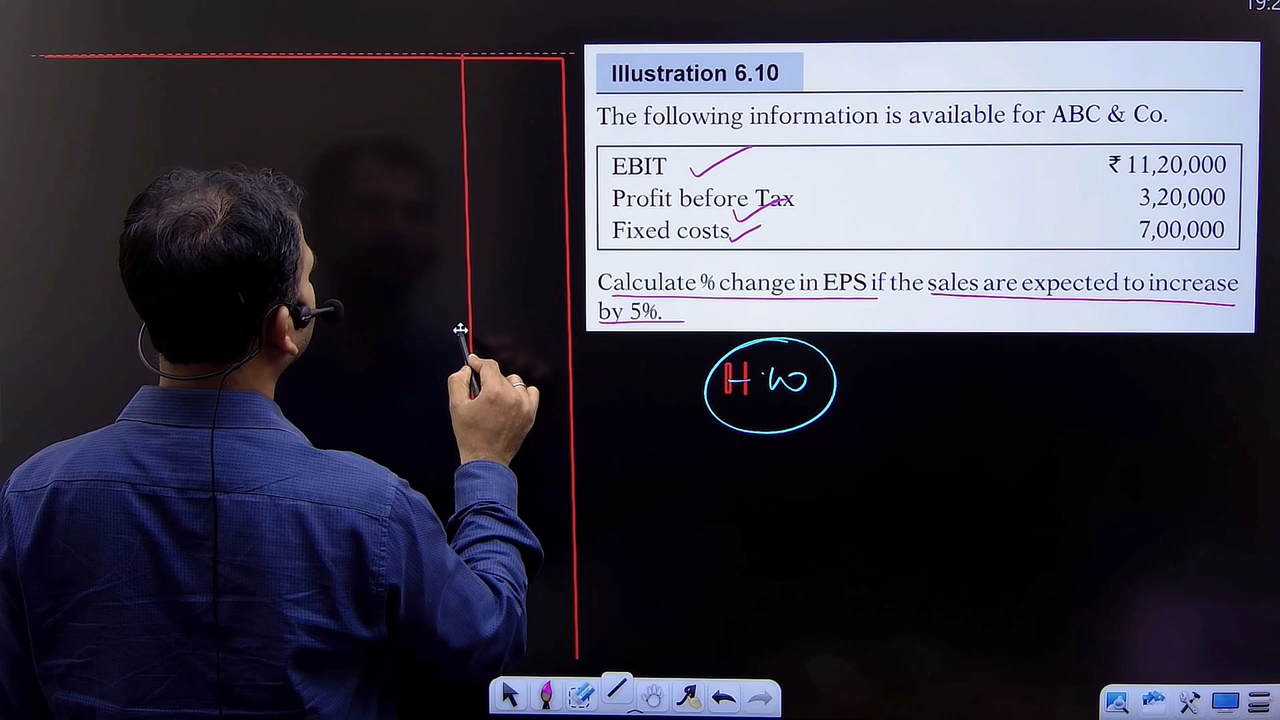 Illustration 6.10
The following information is available for ABC & Co.
EBIT ₹ 11,20,000
Profit before Tax 3,20,000
Fixed costs 7,00,000
Calculate % change in EPS if the sales are expected to increase
by 5%.
H.W